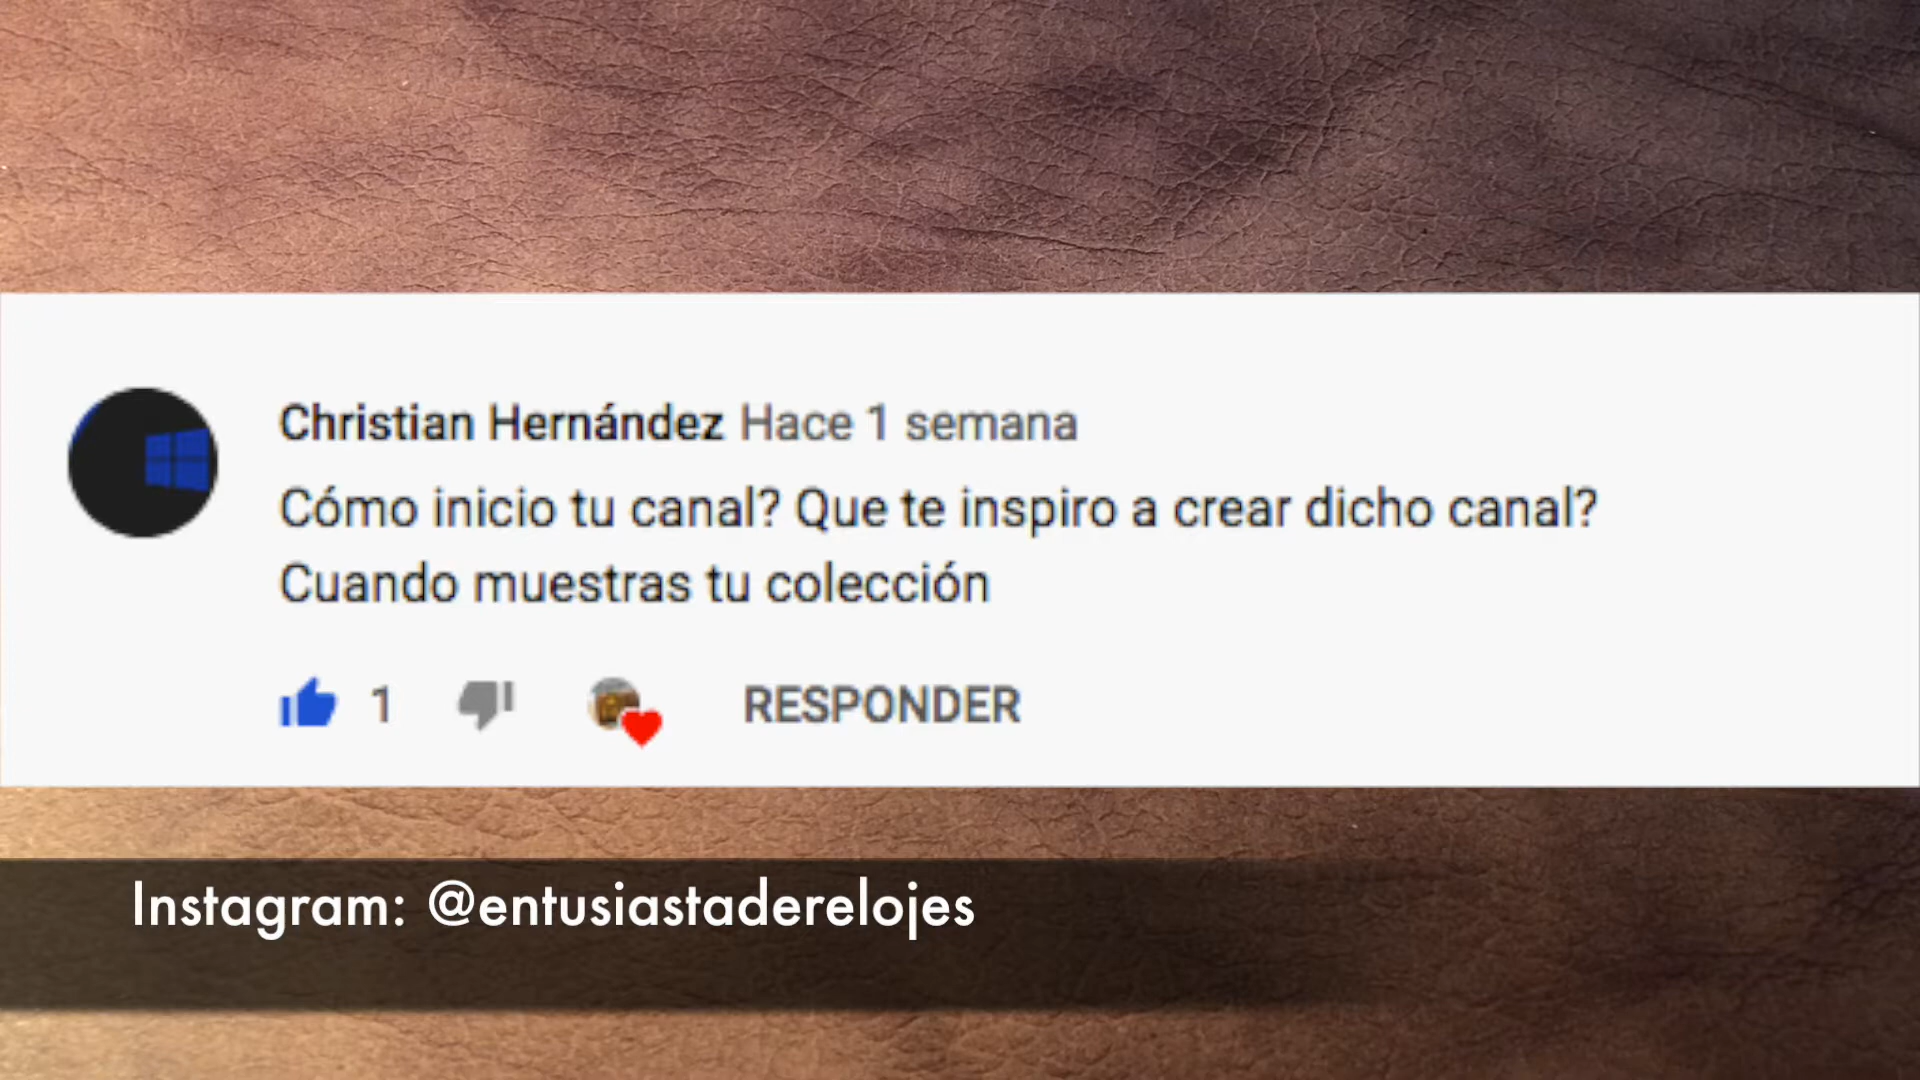 Christian Hernández Hace 1 semana
Cómo inicio tu canal? Que te inspiro a crear dicho canal?
Cuando muestras tu colección
1 RESPONDER
Instagram: @entusiastaderelojes